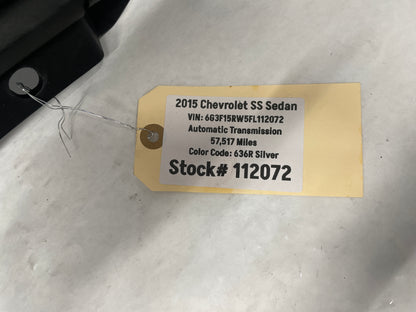 2015 Chevrolet SS Sedan
VIN: 6G3F15RW5FL112072
Automatic Transmission
57,517 Miles
Color Code: 636R Silver
Stock# 112072